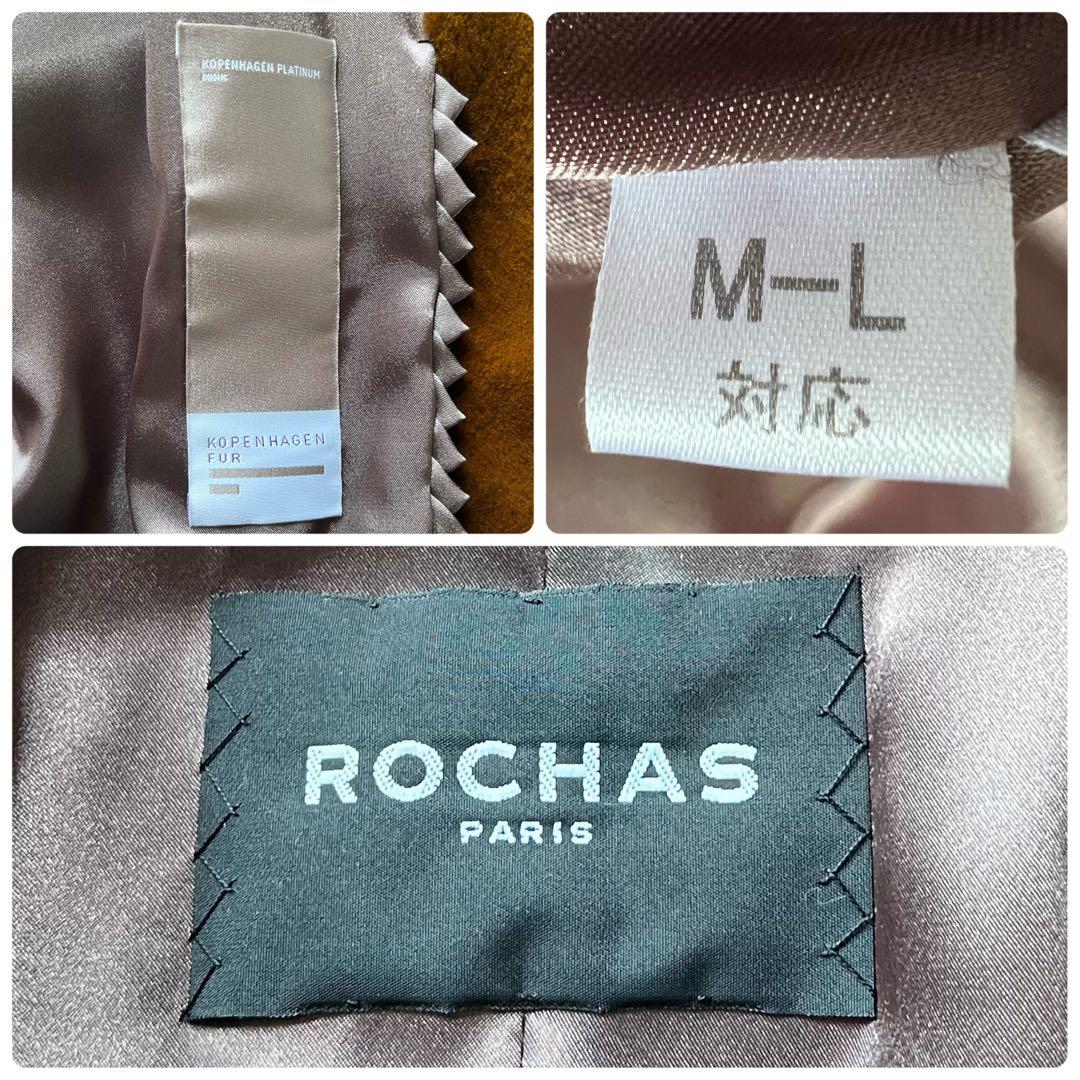 KOPENHAGEN PLATINUM
MINK
KOPENHAGEN
FUR
M-L
対応
ROCHAS
PARIS